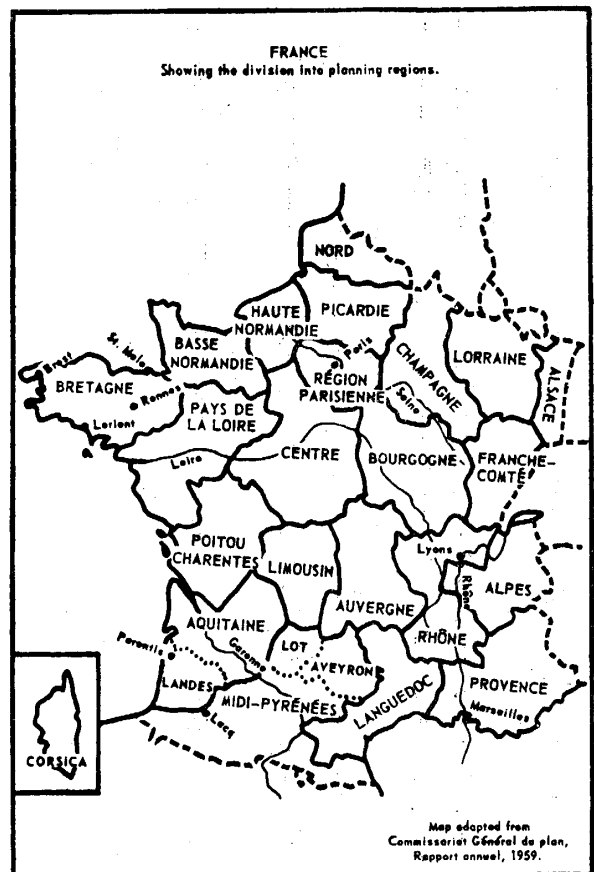 FRANCE
Showing the division into planning regions.
NORD
HAUTE
NORMANDIE
PICARDIE
BASSE
NORMANDIE
St. Malo
Brest
BRETAGNE
Rennes
Lorient
PAYS DE
LA LOIRE
Loire
Paris
RÉGION
PARISIENNE
Seine
CHAMPAGNE
LORRAINE
ALSACE
CENTRE
BOURGOGNE
FRANCHE-
COMTÉ
POITOU
CHARENTES
LIMOUSIN
AUVERGNE
Lyons
Rhône
ALPES
RHÔNE
AQUITAINE
Garonne
LOT
AVEYRON
Parentis
LANDES
Lacq
MIDI-PYRÉNÉES
LANGUEDOC
PROVENCE
Marseilles
CORSICA
Map adapted from
Commissariat Général du plan,
Rapport annuel, 1959.